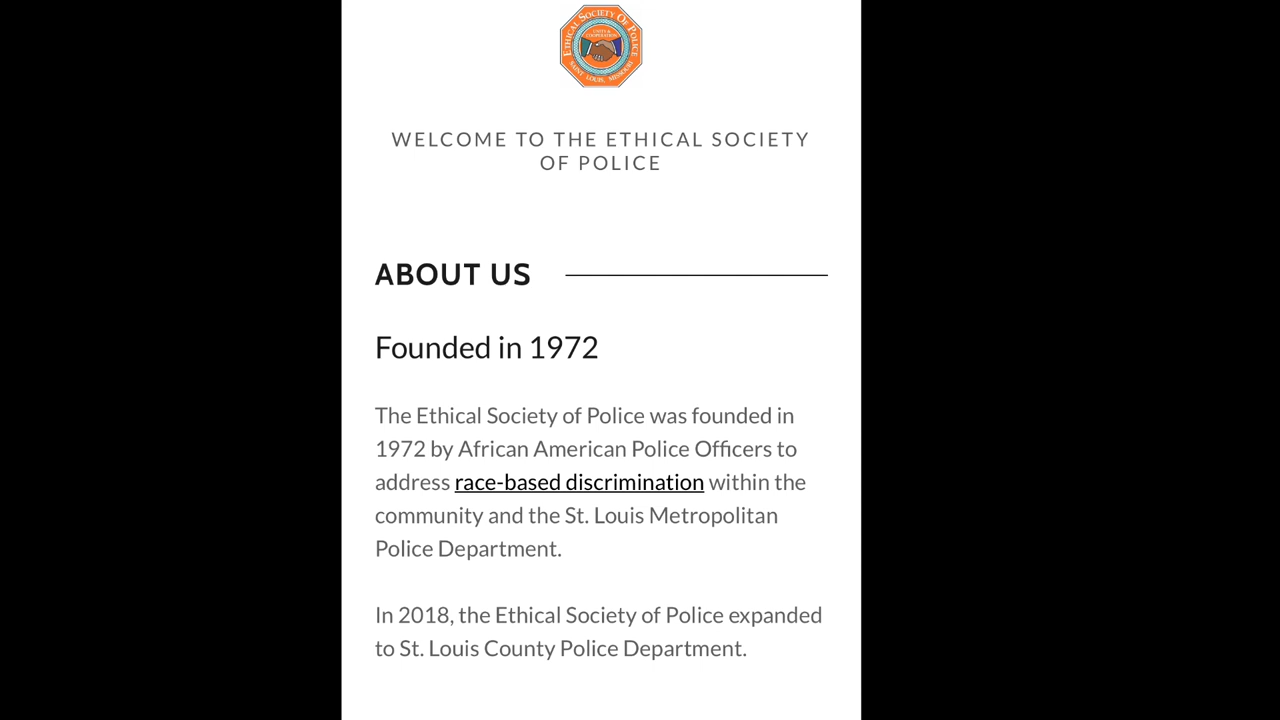 ETHICAL SOCIETY OF POLICE
UNITY &
COOPERATION
SAINT LOUIS, MISSOURI
WELCOME TO THE ETHICAL SOCIETY
OF POLICE
ABOUT US
Founded in 1972
The Ethical Society of Police was founded in
1972 by African American Police Officers to
address race-based discrimination within the
community and the St. Louis Metropolitan
Police Department.
In 2018, the Ethical Society of Police expanded
to St. Louis County Police Department.